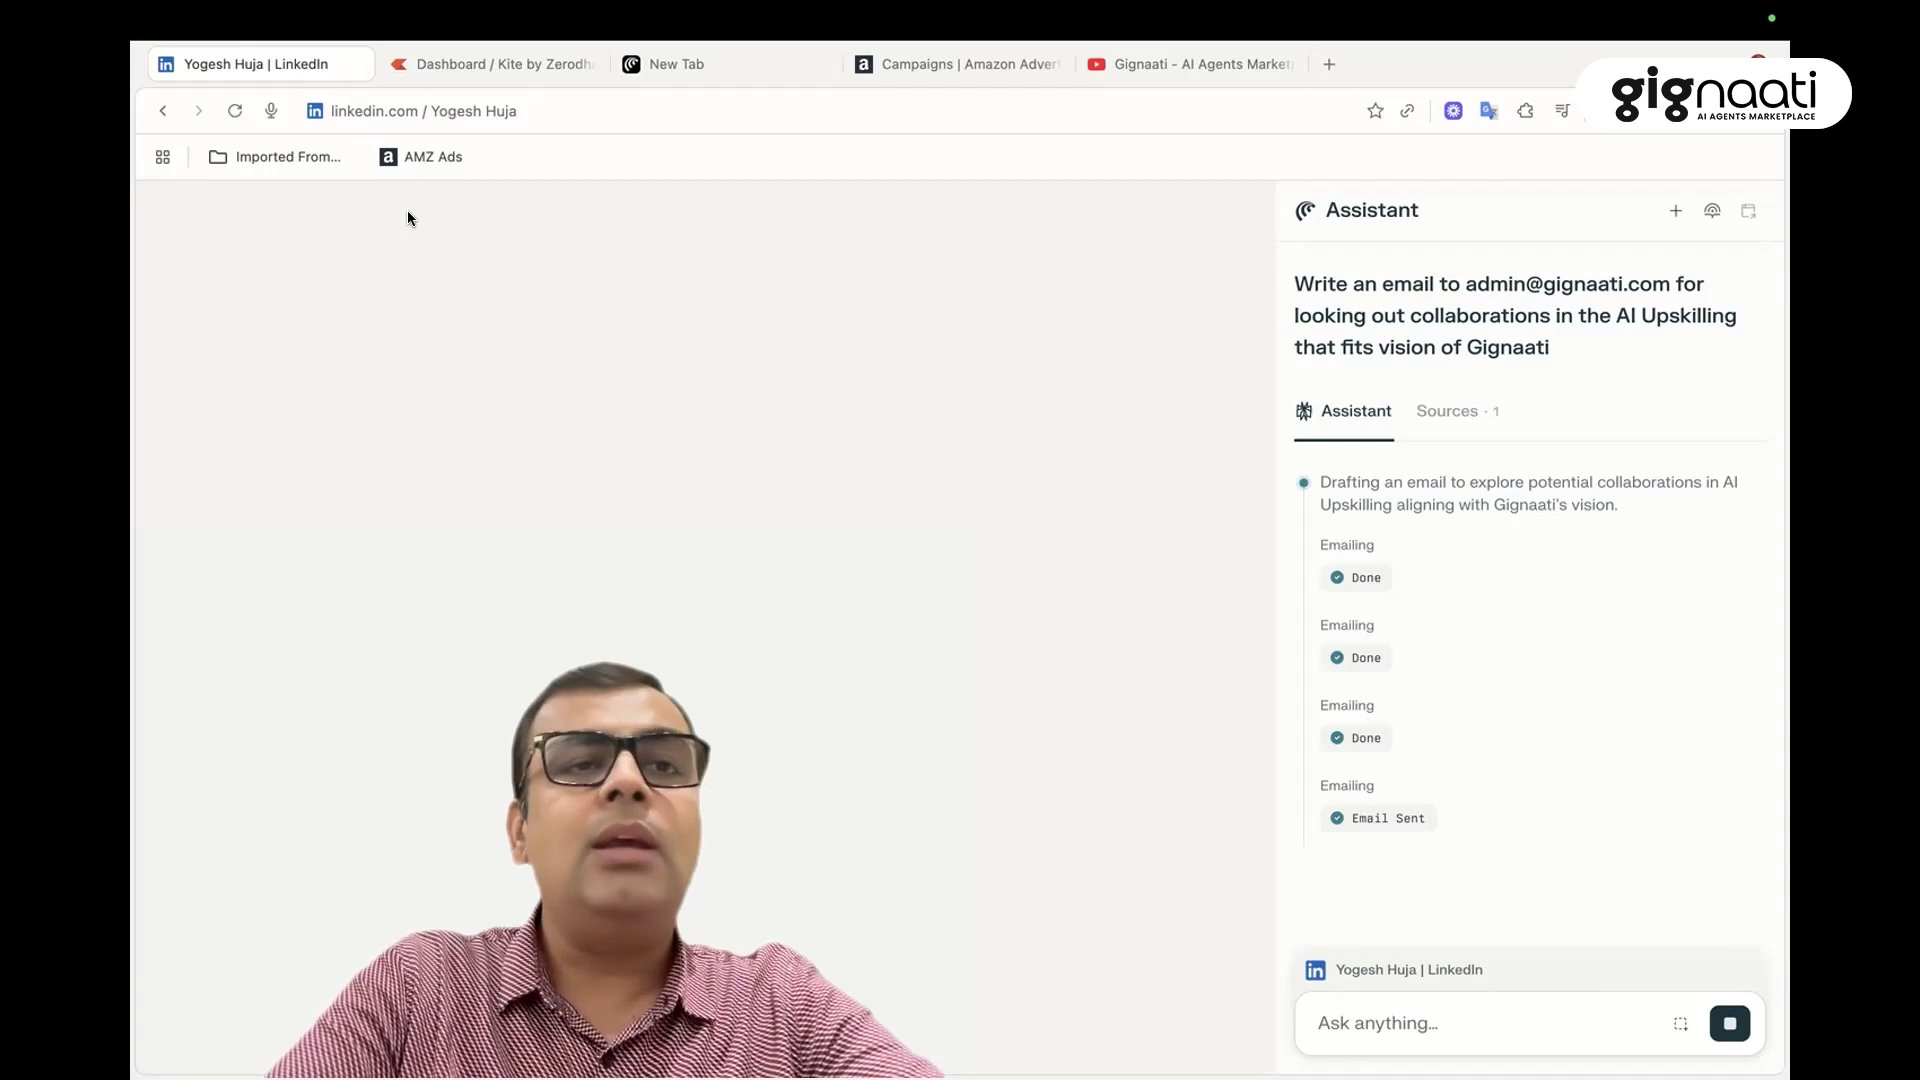 Yogesh Huja | LinkedIn
Dashboard / Kite by Zerodh
New Tab
Campaigns | Amazon Adver
Gignaati - AI Agents Market
linkedin.com / Yogesh Huja
gignaati
AI AGENTS MARKETPLACE
Imported From...
AMZ Ads
Assistant
Write an email to admin@gignaati.com for
looking out collaborations in the AI Upskilling
that fits vision of Gignaati
Assistant
Sources · 1
Drafting an email to explore potential collaborations in AI
Upskilling aligning with Gignaati's vision.
Emailing
Done
Emailing
Done
Emailing
Done
Emailing
Email Sent
Yogesh Huja | LinkedIn
Ask anything...